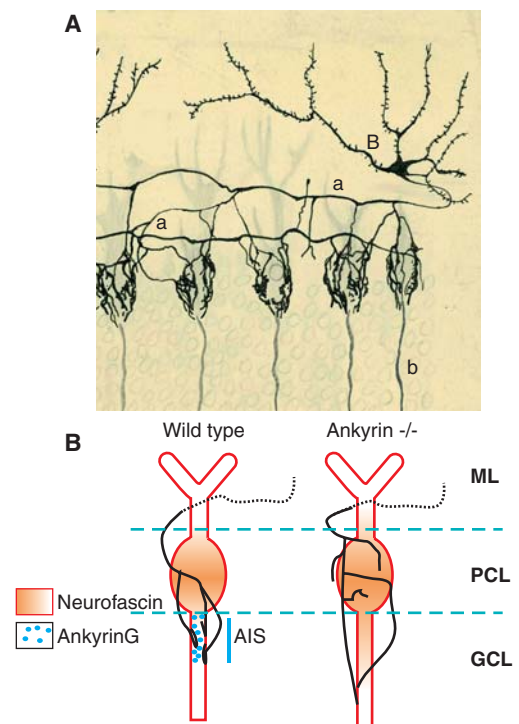 A
B
a
a
b
B
Wild type Ankyrin -/-
ML
PCL
Neurofascin
AnkyrinG
AIS
GCL